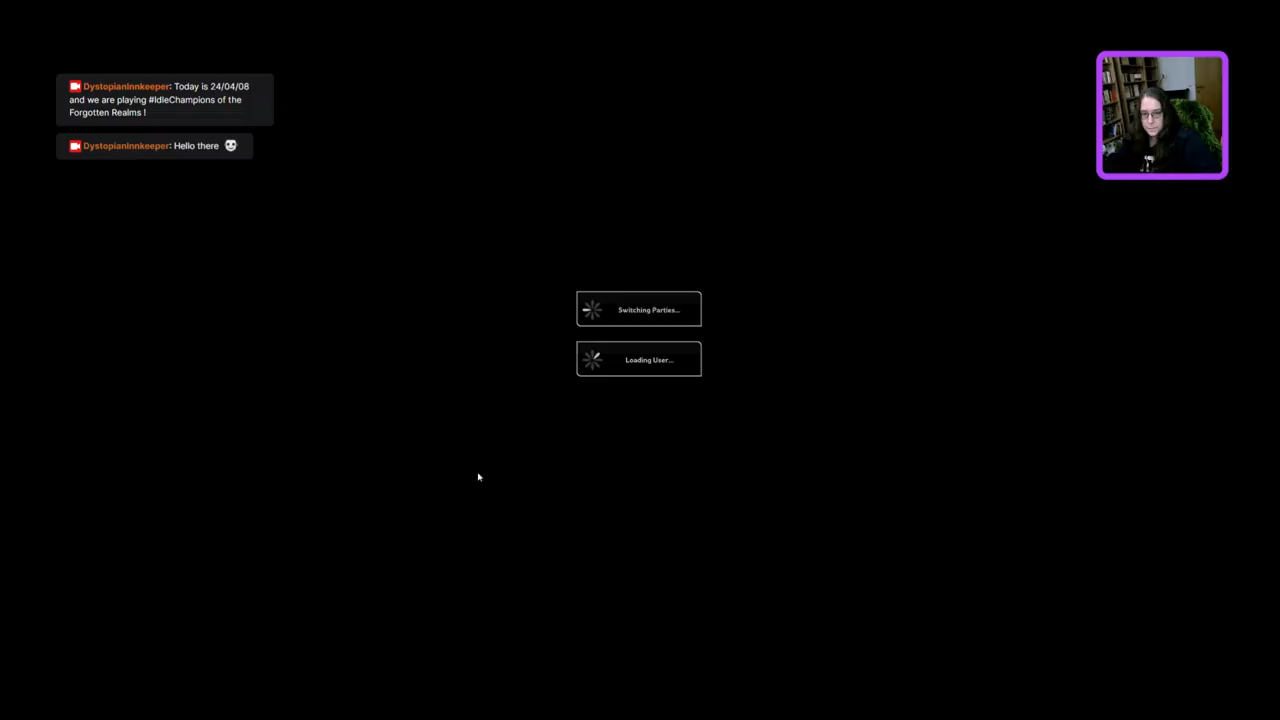 DystopianInnkeeper: Today is 24/04/08
and we are playing #IdleChampions of the
Forgotten Realms !
DystopianInnkeeper: Hello there
Switching Parties...
Loading User...